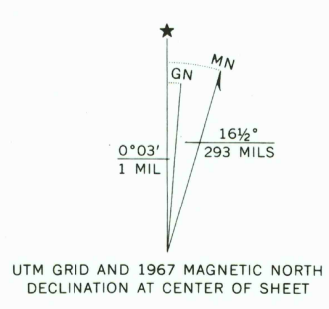 ★
GN
MN
0°03′
1 MIL
16½°
293 MILS
UTM GRID AND 1967 MAGNETIC NORTH
DECLINATION AT CENTER OF SHEET